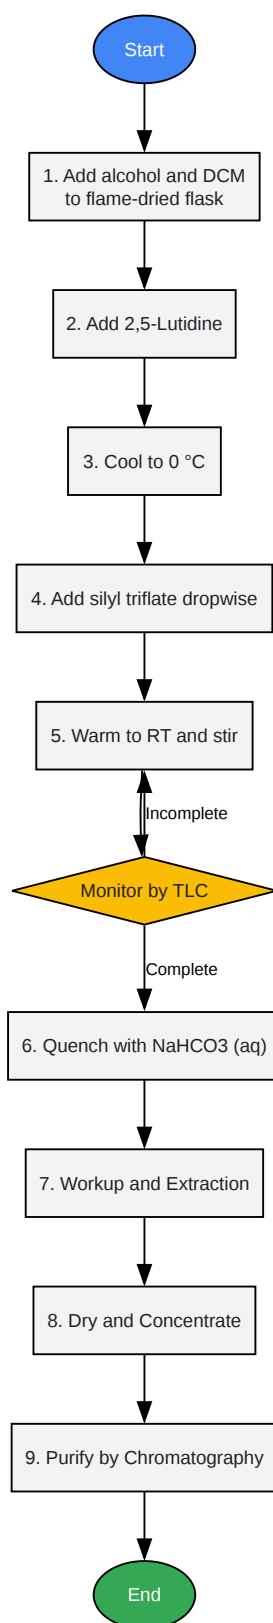 Start
1. Add alcohol and DCM
to flame-dried flask
2. Add 2,5-Lutidine
3. Cool to 0 °C
4. Add silyl triflate dropwise
5. Warm to RT and stir
Incomplete
Monitor by TLC
Complete
6. Quench with NaHCO3 (aq)
7. Workup and Extraction
8. Dry and Concentrate
9. Purify by Chromatography
End